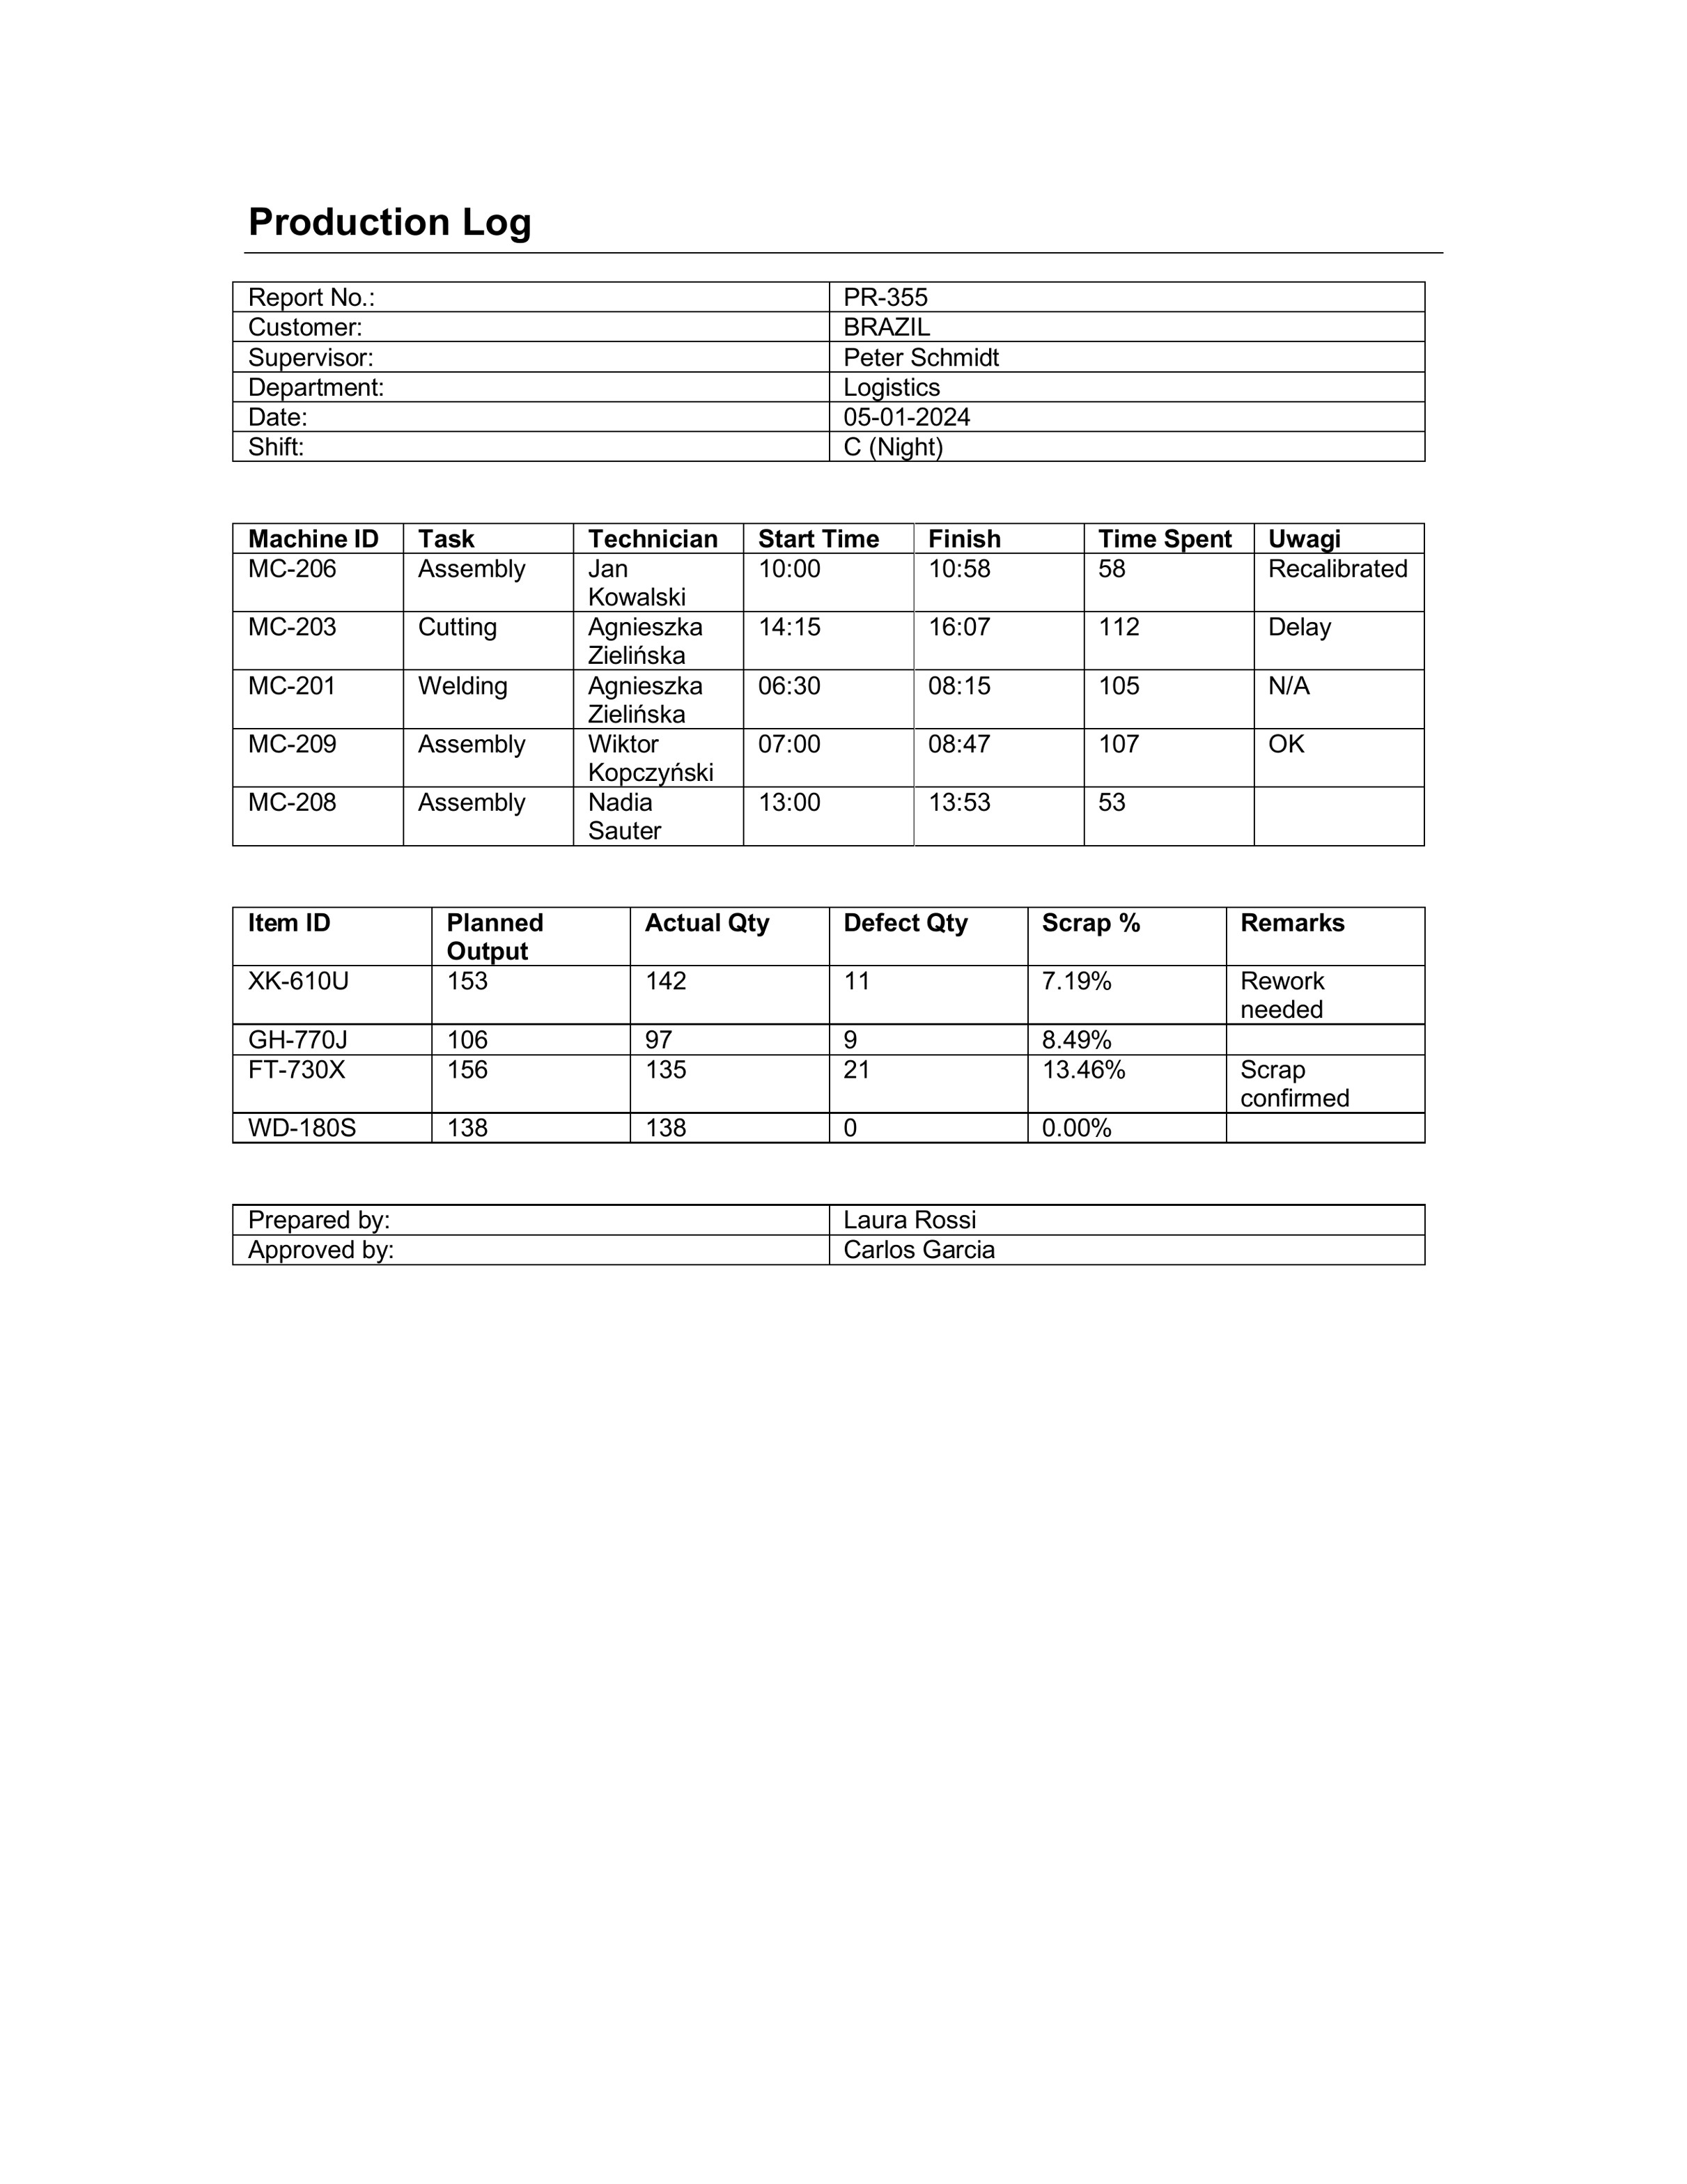 Production Log
Report No.: PR-355
Customer: BRAZIL
Supervisor: Peter Schmidt
Department: Logistics
Date: 05-01-2024
Shift: C (Night)
Machine ID Task Technician Start Time Finish Time Spent Uwagi
MC-206 Assembly Jan 10:00 10:58 58 Recalibrated
Kowalski
MC-203 Cutting Agnieszka 14:15 16:07 112 Delay
Zielińska
MC-201 Welding Agnieszka 06:30 08:15 105 N/A
Zielińska
MC-209 Assembly Wiktor 07:00 08:47 107 OK
Kopczyński
MC-208 Assembly Nadia 13:00 13:53 53
Sauter
Item ID Planned Actual Qty Defect Qty Scrap % Remarks
Output
XK-610U 153 142 11 7.19% Rework
needed
GH-770J 106 97 9 8.49%
FT-730X 156 135 21 13.46% Scrap
confirmed
WD-180S 138 138 0 0.00%
Prepared by: Laura Rossi
Approved by: Carlos Garcia